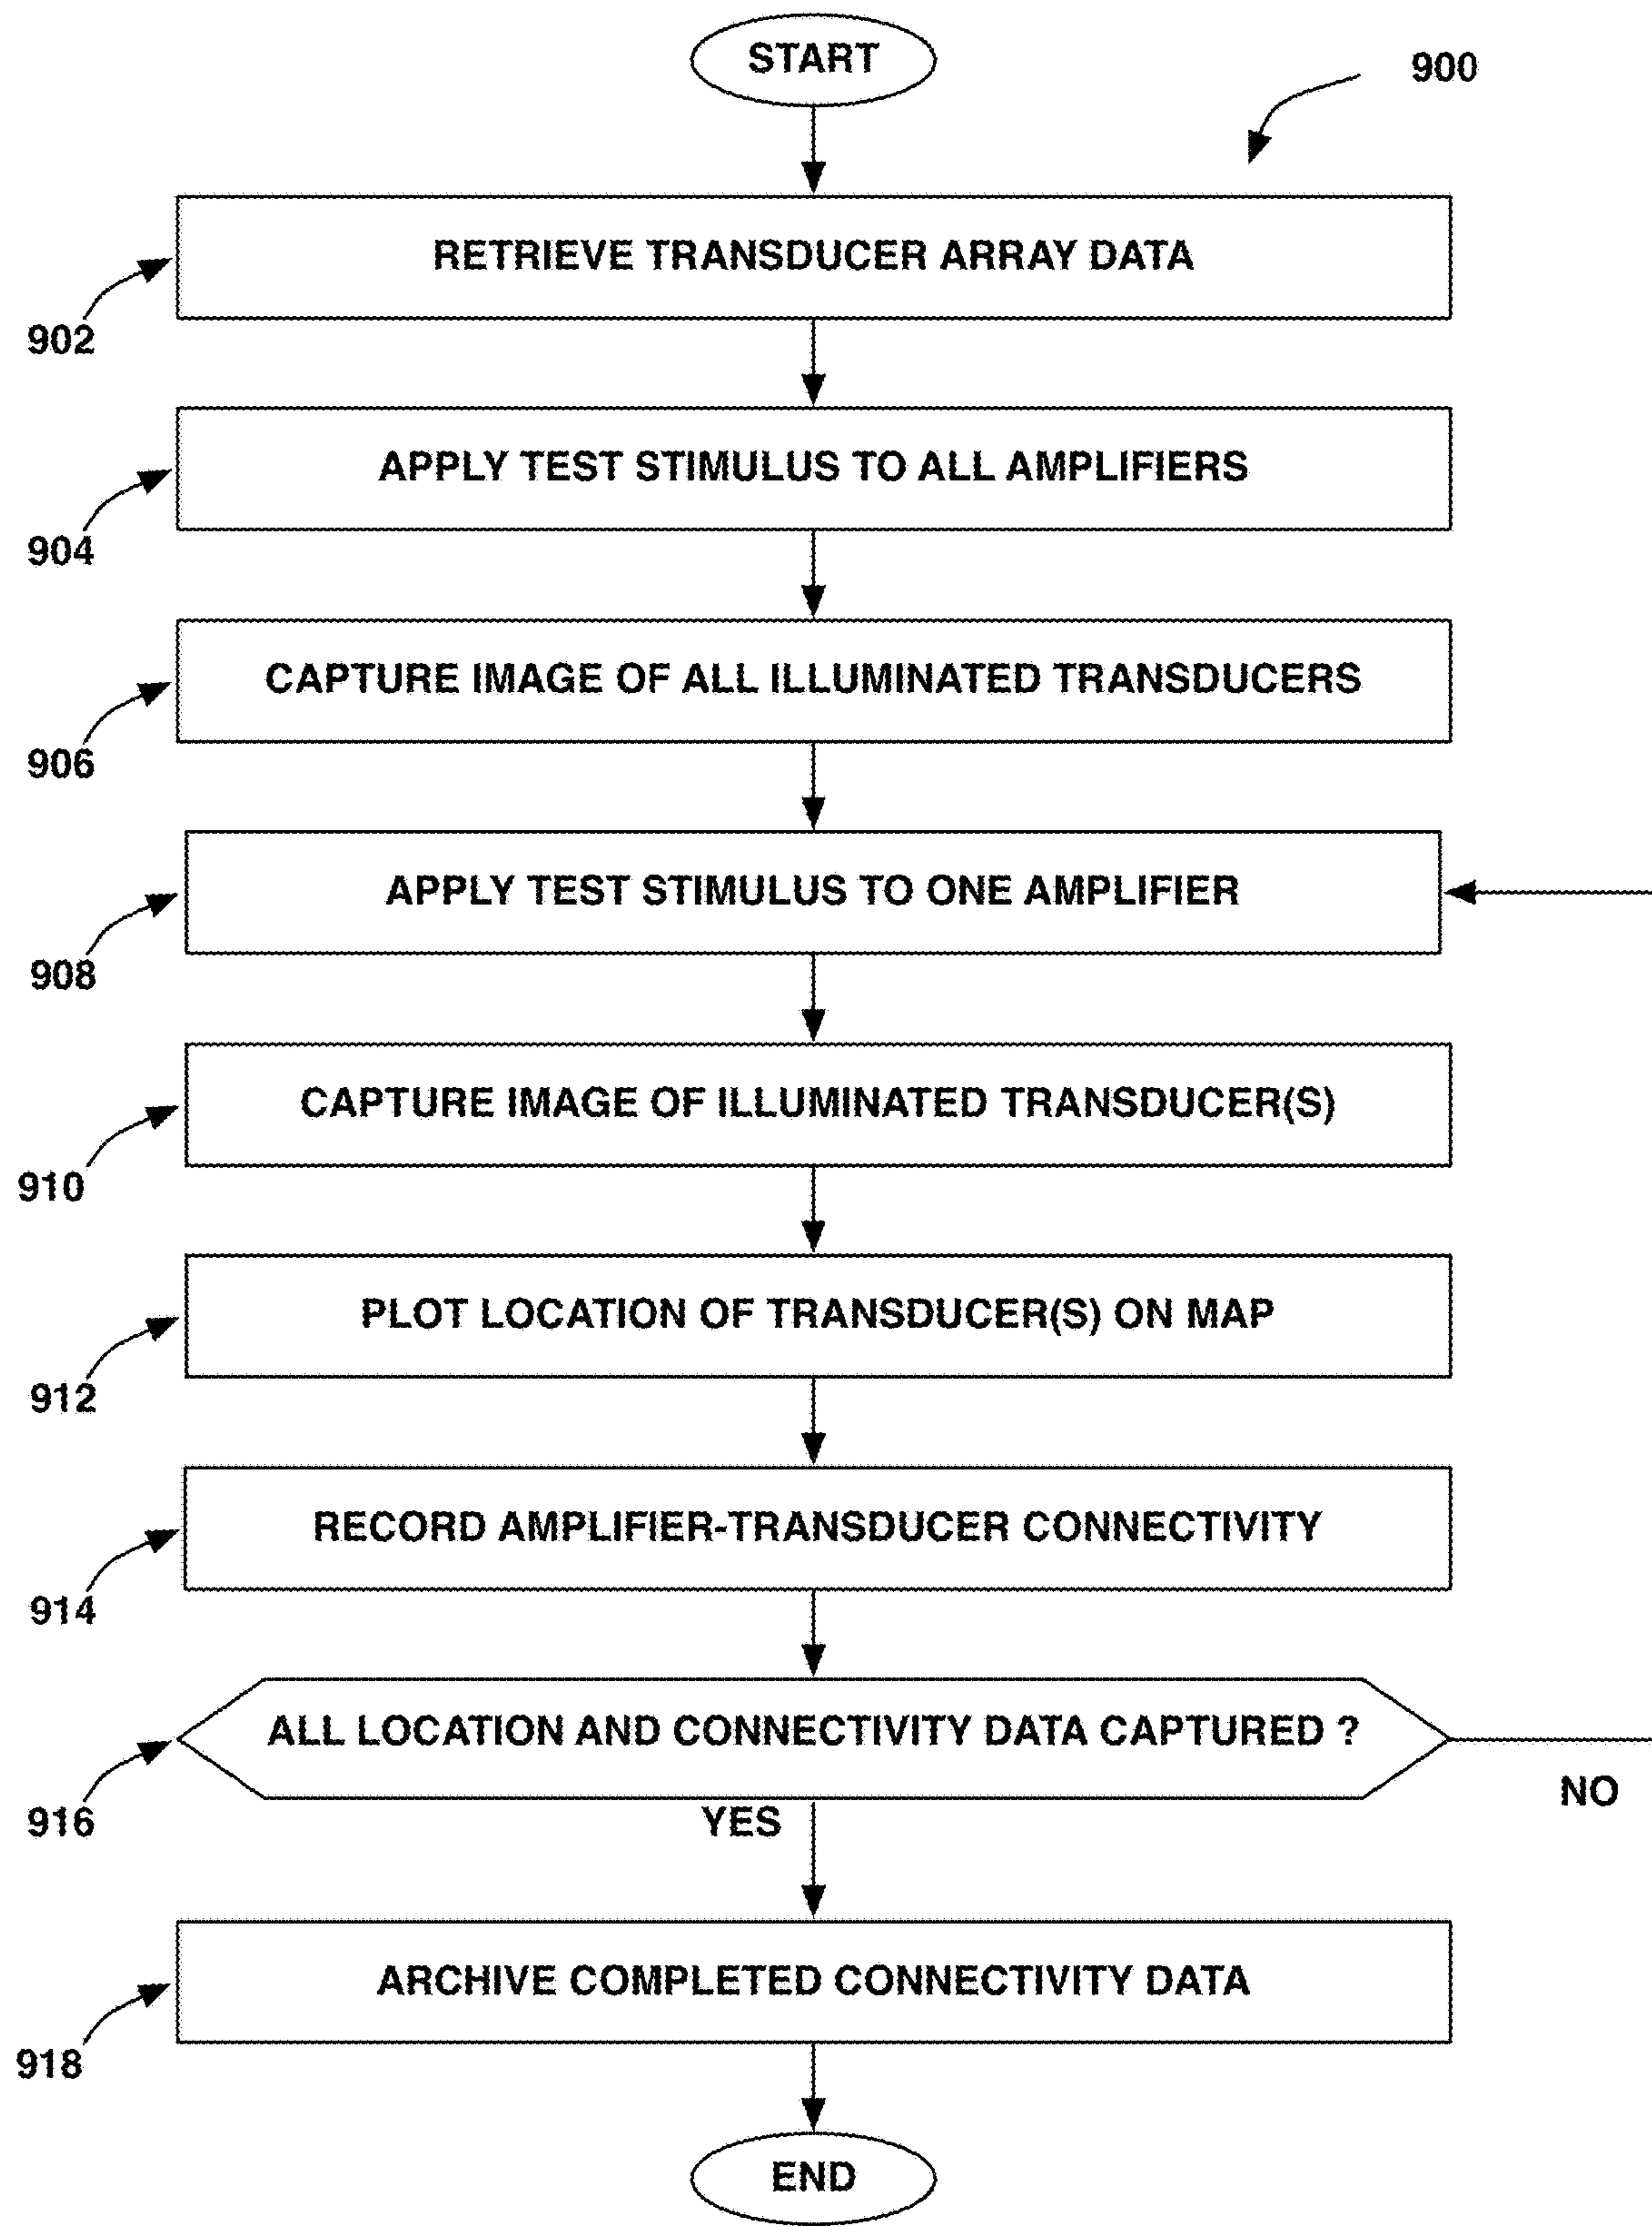 START
900
RETRIEVE TRANSDUCER ARRAY DATA
902
APPLY TEST STIMULUS TO ALL AMPLIFIERS
904
CAPTURE IMAGE OF ALL ILLUMINATED TRANSDUCERS
906
APPLY TEST STIMULUS TO ONE AMPLIFIER
908
CAPTURE IMAGE OF ILLUMINATED TRANSDUCER(S)
910
PLOT LOCATION OF TRANSDUCER(S) ON MAP
912
RECORD AMPLIFIER-TRANSDUCER CONNECTIVITY
914
ALL LOCATION AND CONNECTIVITY DATA CAPTURED ?
NO
916
YES
ARCHIVE COMPLETED CONNECTIVITY DATA
918
END